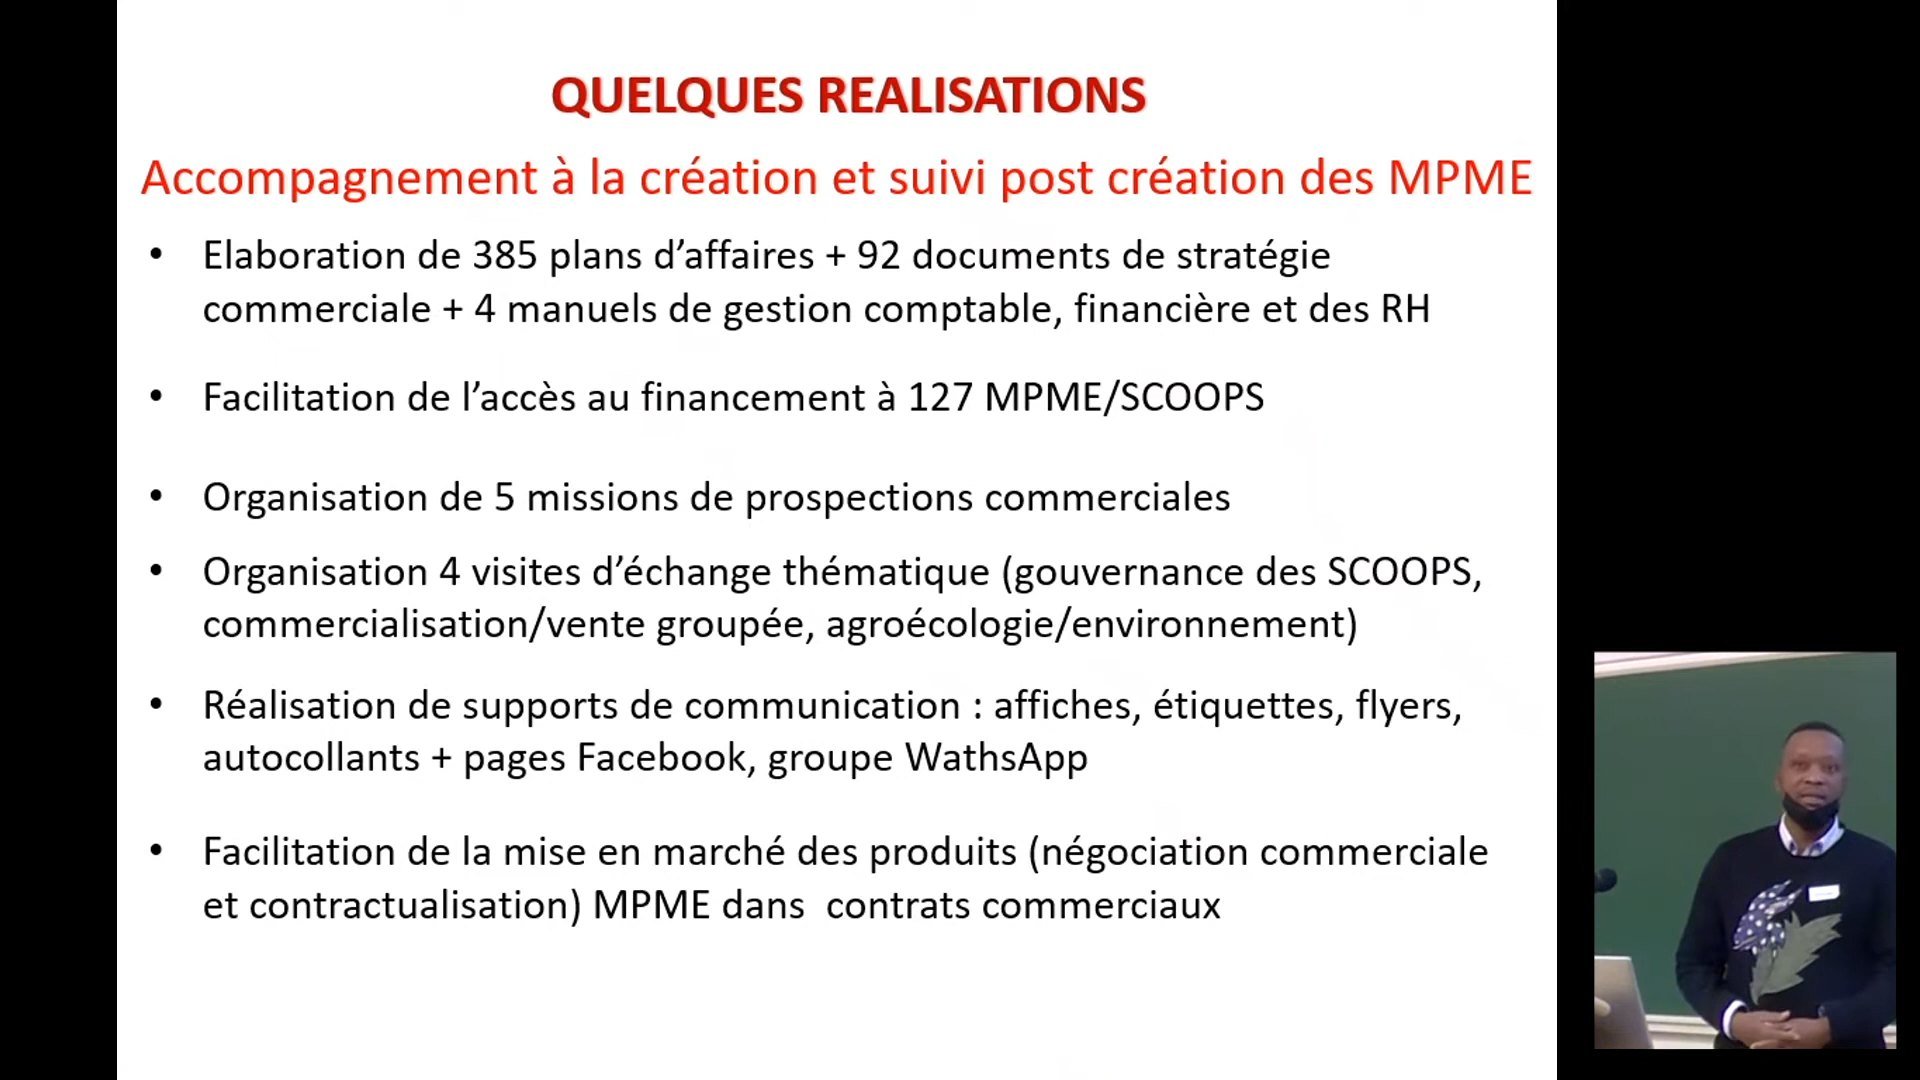 QUELQUES REALISATIONS
Accompagnement à la création et suivi post création des MPME
• Elaboration de 385 plans d’affaires + 92 documents de stratégie
commerciale + 4 manuels de gestion comptable, financière et des RH
• Facilitation de l’accès au financement à 127 MPME/SCOOPS
• Organisation de 5 missions de prospections commerciales
• Organisation 4 visites d’échange thématique (gouvernance des SCOOPS,
commercialisation/vente groupée, agroécologie/environnement)
• Réalisation de supports de communication : affiches, étiquettes, flyers,
autocollants + pages Facebook, groupe WathsApp
• Facilitation de la mise en marché des produits (négociation commerciale
et contractualisation) MPME dans  contrats commerciaux